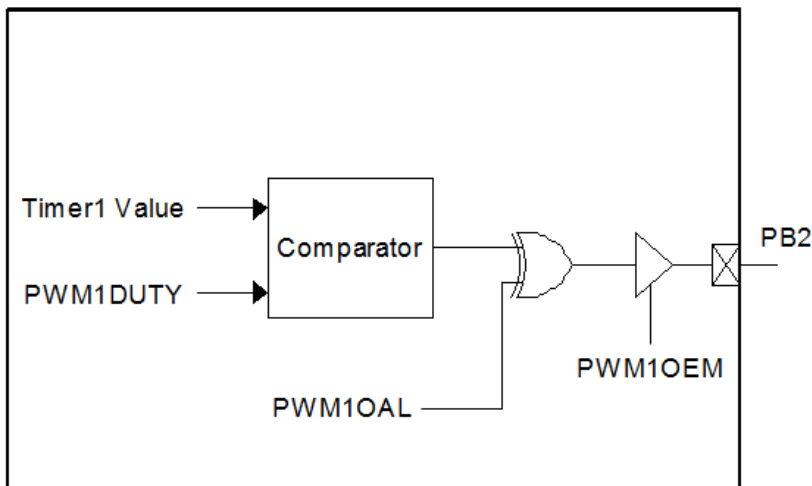 Timer1 Value
Comparator
PB2
PWM1DUTY
PWM1OEM
PWM1OAL